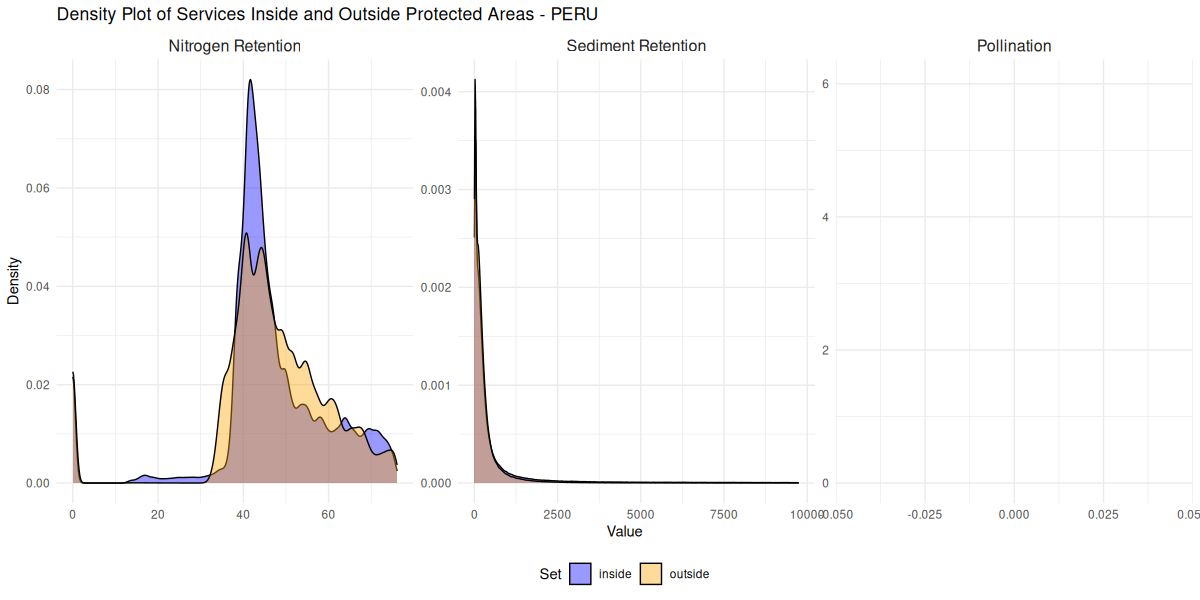 Density Plot of Services Inside and Outside Protected Areas - PERU
Nitrogen Retention
Sediment Retention
Pollination
Density
0.08
0.06
0.04
0.02
0.00
0 20 40 60
0.004
0.003
0.002
0.001
0.000
0 2500 5000 7500 10000
6
4
2
0
0.050 -0.025 0.000 0.025 0.05
Value
Set inside outside